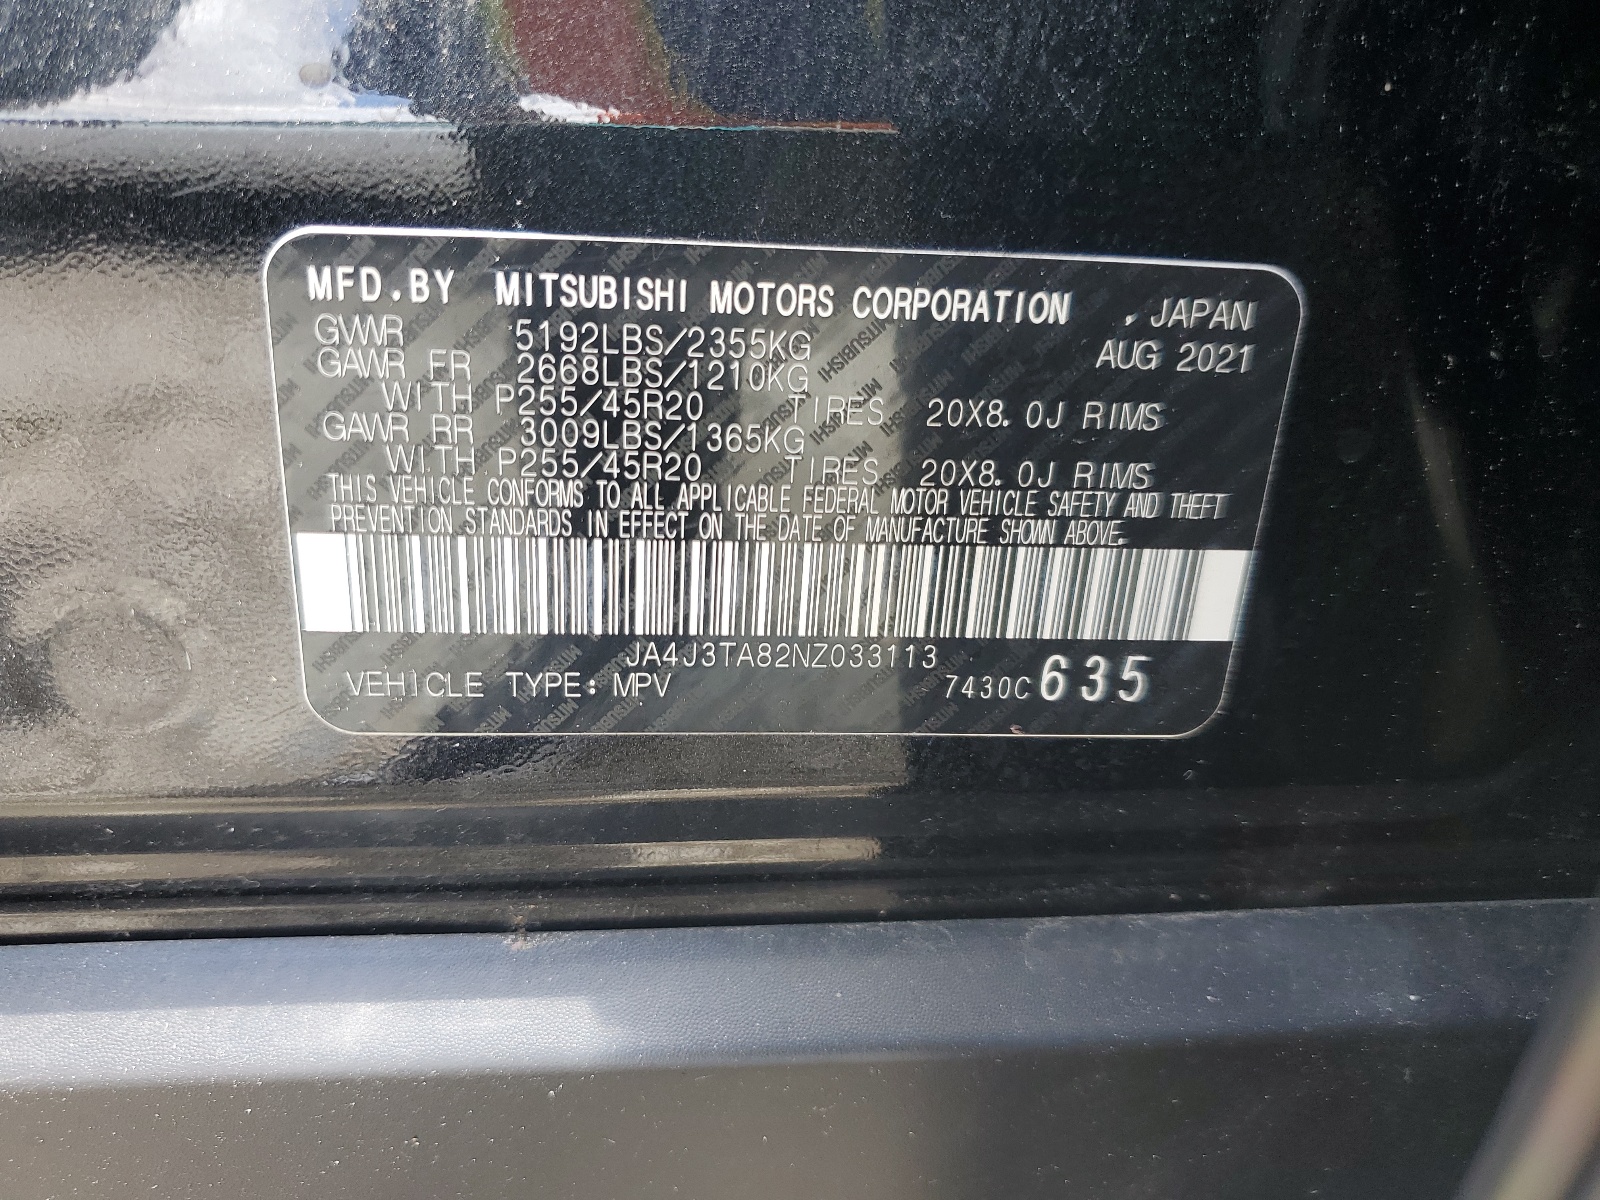 MFD.BY MITSUBISHI MOTORS CORPORATION , JAPAN
GVWR 5192LBS/2355KG AUG 2021
GAWR FR 2668LBS/1210KG
WITH P255/45R20 TIRES, 20X8.0J RIMS
GAWR RR 3009LBS/1365KG
WITH P255/45R20 TIRES, 20X8.0J RIMS
THIS VEHICLE CONFORMS TO ALL APPLICABLE FEDERAL MOTOR VEHICLE SAFETY AND THEFT
PREVENTION STANDARDS IN EFFECT ON THE DATE OF MANUFACTURE SHOWN ABOVE.
JA4J3TA82NZ033113
VEHICLE TYPE: MPV 7430C635